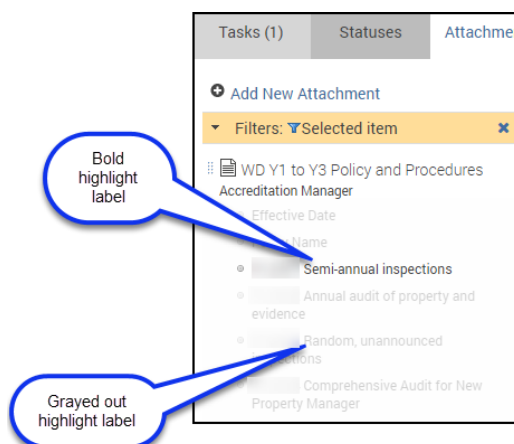 Tasks (1) Statuses Attachme
Add New Attachment
Filters: Selected item
Bold
highlight
label
WD Y1 to Y3 Policy and Procedures
Accreditation Manager
Effective Date
Name
Semi-annual inspections
Annual audit of property and
evidence
Random, unannounced
Comprehensive Audit for New
Property Manager
Grayed out
highlight label